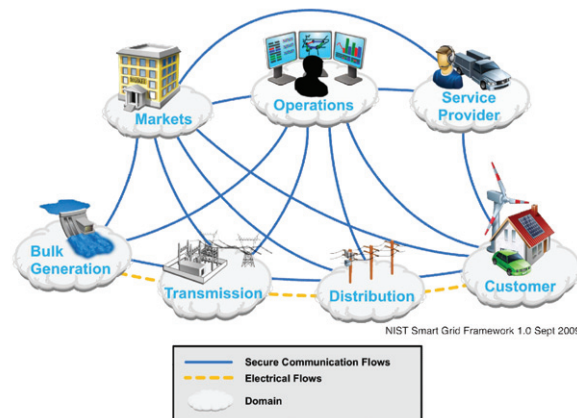 Markets
Operations
Service
Provider
Bulk
Generation
Transmission
Distribution
Customer
NIST Smart Grid Framework 1.0 Sept 2009
Secure Communication Flows
Electrical Flows
Domain